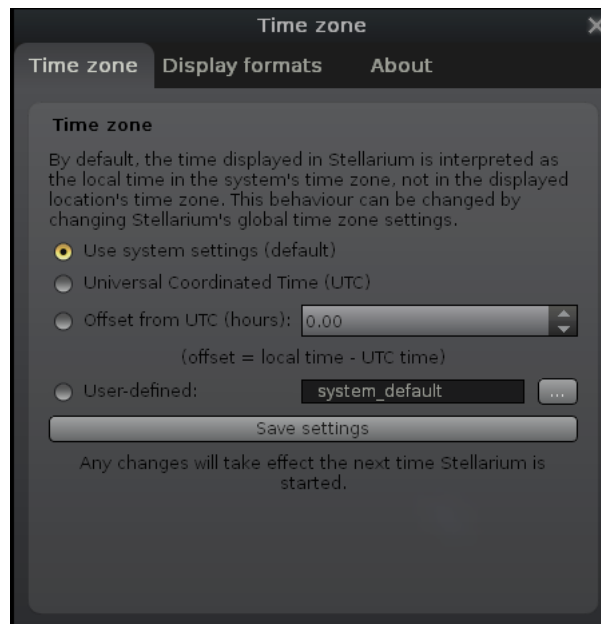 Time zone
Time zone Display formats About
Time zone
By default, the time displayed in Stellarium is interpreted as
the local time in the system's time zone, not in the displayed
location's time zone. This behaviour can be changed by
changing Stellarium's global time zone settings.
Use system settings (default)
Universal Coordinated Time (UTC)
Offset from UTC (hours): 0.00
(offset = local time - UTC time)
User-defined: system_default ...
Save settings
Any changes will take effect the next time Stellarium is
started.